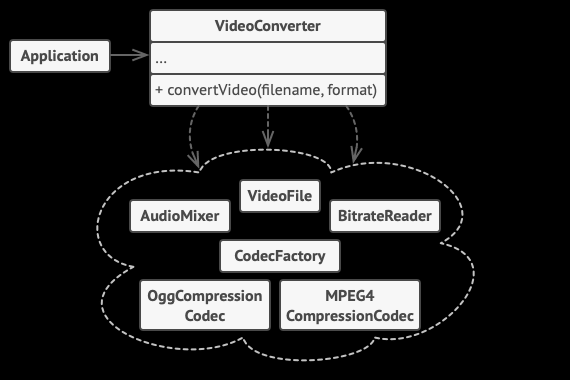 VideoConverter
Application
...
+ convertVideo(filename, format)
VideoFile
AudioMixer
BitrateReader
CodecFactory
OggCompression
Codec
MPEG4
CompressionCodec